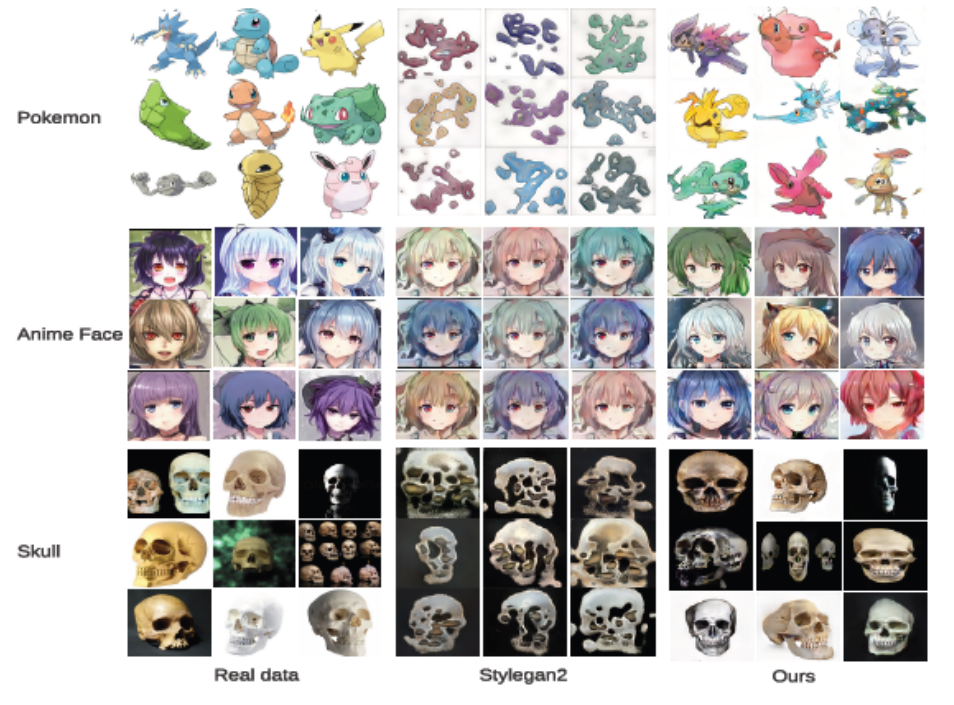 Pokemon
Anime Face
Skull
Real data
Stylegan2
Ours